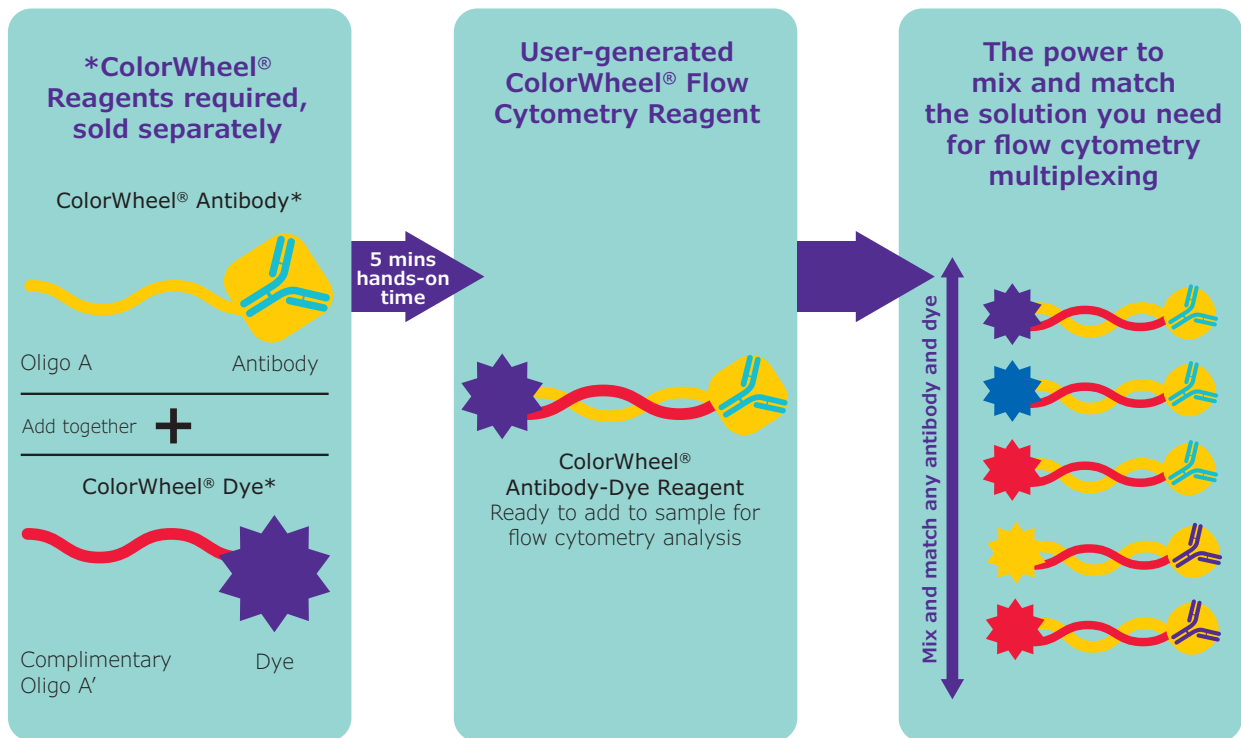 *ColorWheel®
Reagents required,
sold separately
ColorWheel® Antibody*
Oligo A
Antibody
Add together +
ColorWheel® Dye*
Complimentary
Oligo A’
Dye
5 mins
hands-on
time
User-generated
ColorWheel® Flow
Cytometry Reagent
ColorWheel®
Antibody-Dye Reagent
Ready to add to sample for
flow cytometry analysis
The power to
mix and match
the solution you need
for flow cytometry
multiplexing
Mix and match any antibody and dye